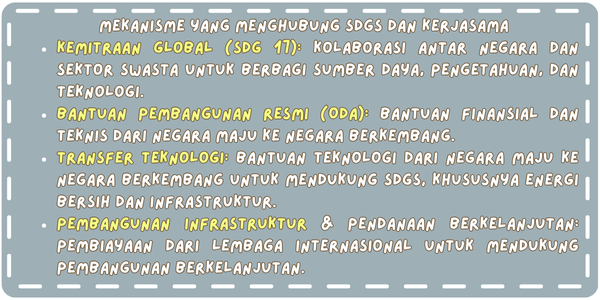 MEKANISME YANG MENGHUBUNG SDGS DAN KERJASAMA
• KEMITRAAN GLOBAL (SDG 17): KOLABORASI ANTAR NEGARA DAN
SEKTOR SWASTA UNTUK BERBAGI SUMBER DAYA, PENGETAHUAN, DAN
TEKNOLOGI.
• BANTUAN PEMBANGUNAN RESMI (ODA): BANTUAN FINANSIAL DAN
TEKNIS DARI NEGARA MAJU KE NEGARA BERKEMBANG.
• TRANSFER TEKNOLOGI: BANTUAN TEKNOLOGI DARI NEGARA MAJU KE
NEGARA BERKEMBANG UNTUK MENDUKUNG SDGS, KHUSUSNYA ENERGI
BERSIH DAN INFRASTRUKTUR.
• PEMBANGUNAN INFRASTRUKTUR & PENDANAAN BERKELANJUTAN:
PEMBIAYAAN DARI LEMBAGA INTERNASIONAL UNTUK MENDUKUNG
PEMBANGUNAN BERKELANJUTAN.